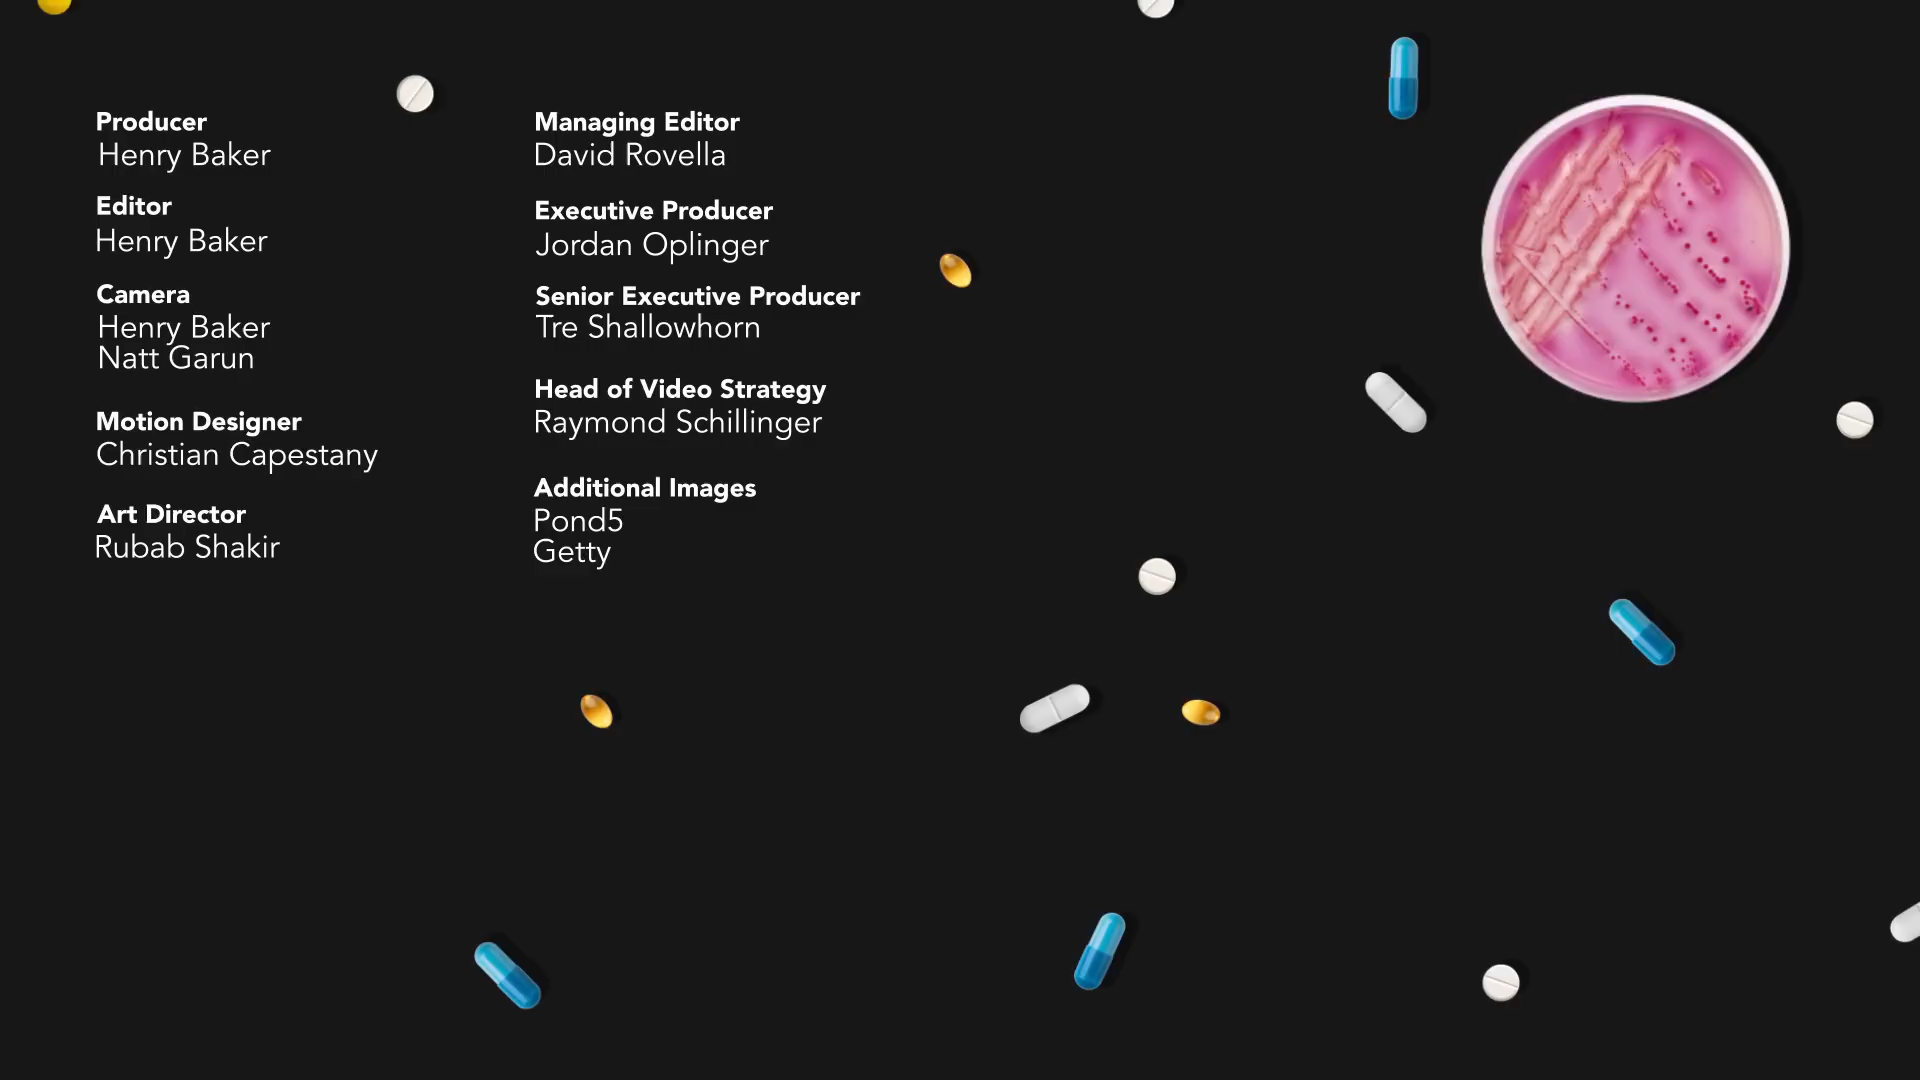 Producer
Henry Baker
Editor
Henry Baker
Camera
Henry Baker
Natt Garun
Motion Designer
Christian Capestany
Art Director
Rubab Shakir
Managing Editor
David Rovella
Executive Producer
Jordan Oplinger
Senior Executive Producer
Tre Shallowhorn
Head of Video Strategy
Raymond Schillinger
Additional Images
Pond5
Getty